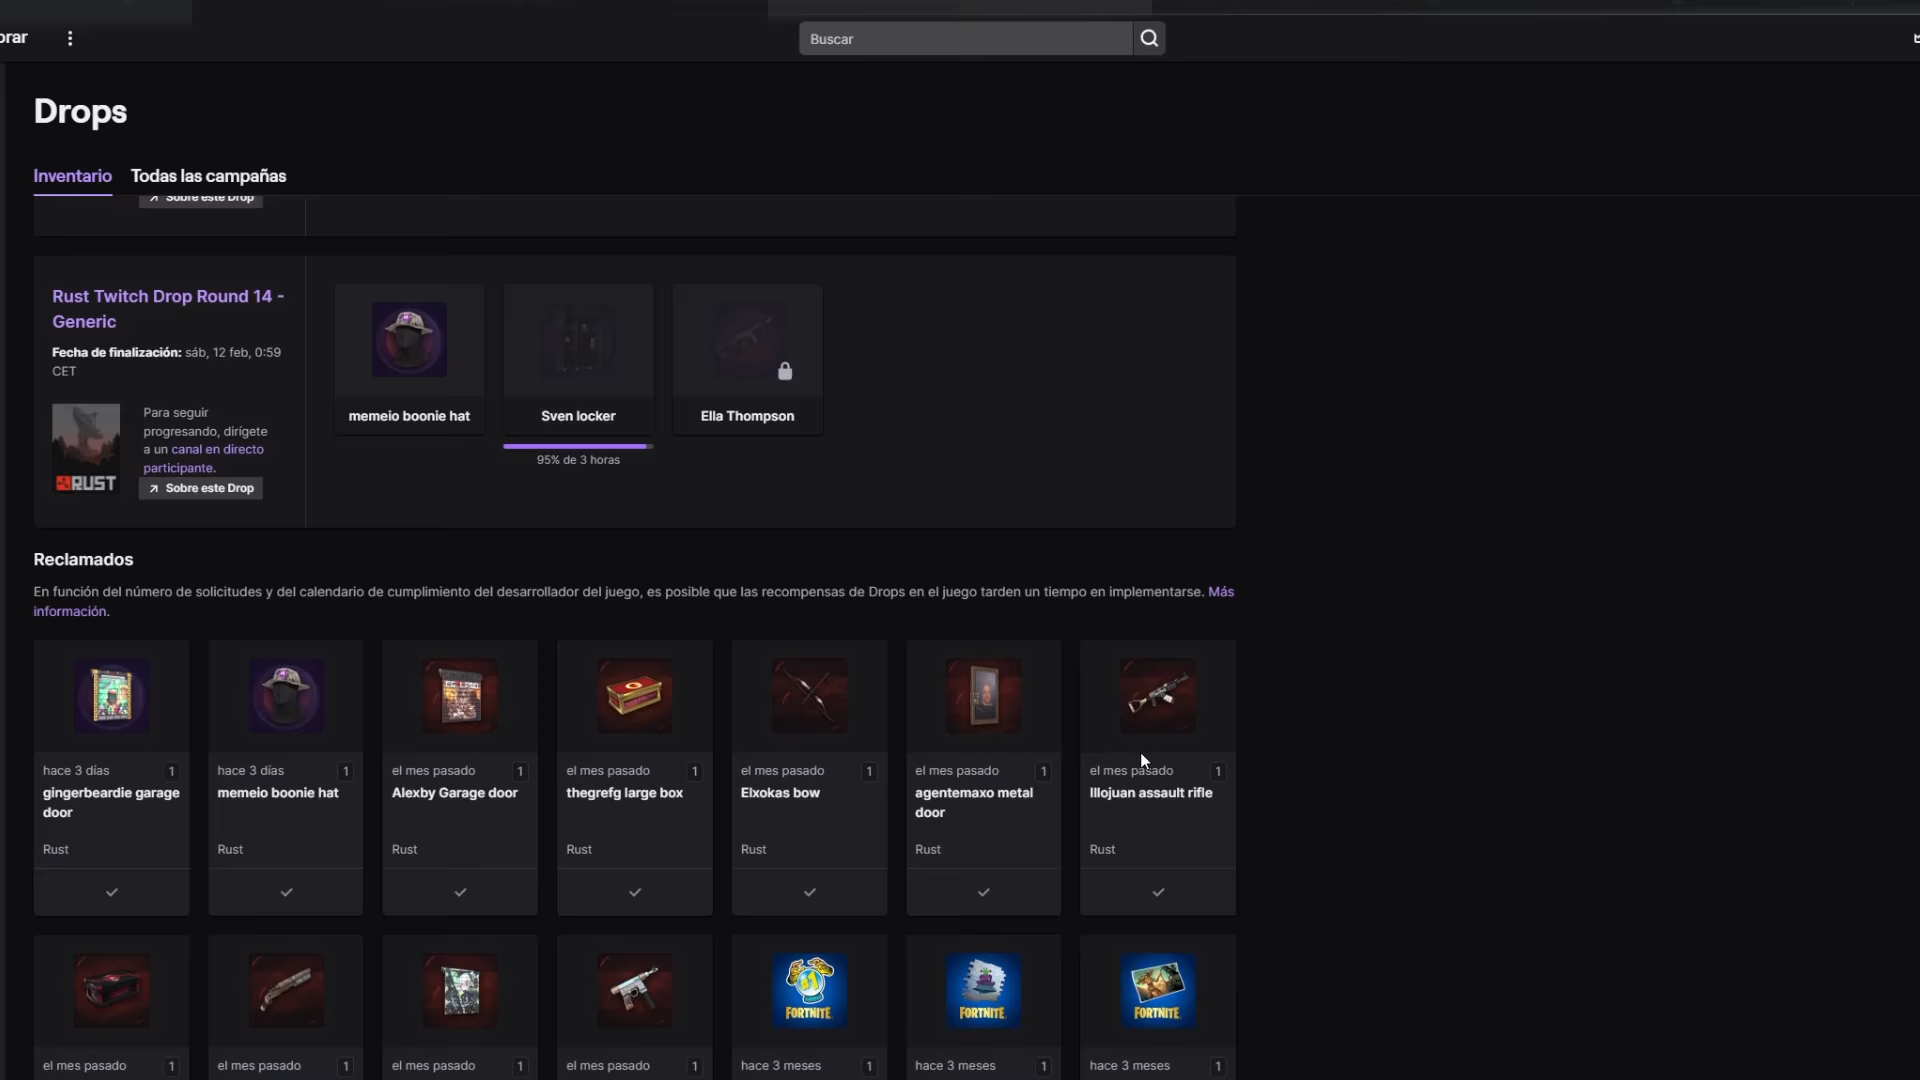 orar
Buscar
Drops
Inventario
Todas las campañas
Sobre este Drop
Rust Twitch Drop Round 14 -
Generic
Fecha de finalización: sáb, 12 feb, 0:59
CET
RUST
Para seguir
progresando, dirígete
a un canal en directo
participante.
Sobre este Drop
memeio boonie hat
Sven locker
95% de 3 horas
Ella Thompson
Reclamados
En función del número de solicitudes y del calendario de cumplimiento del desarrollador del juego, es posible que las recompensas de Drops en el juego tarden un tiempo en implementarse. Más
información.
hace 3 días 1
gingerbeardie garage
door
Rust
hace 3 días 1
memeio boonie hat
Rust
el mes pasado 1
Alexby Garage door
Rust
el mes pasado 1
thegrefg large box
Rust
el mes pasado 1
Elxokas bow
Rust
el mes pasado 1
agentemaxo metal
door
Rust
el mes pasado 1
Illojuan assault rifle
Rust
el mes pasado 1
el mes pasado 1
el mes pasado 1
el mes pasado 1
FORTNITE
hace 3 meses 1
FORTNITE
hace 3 meses 1
FORTNITE
hace 3 meses 1